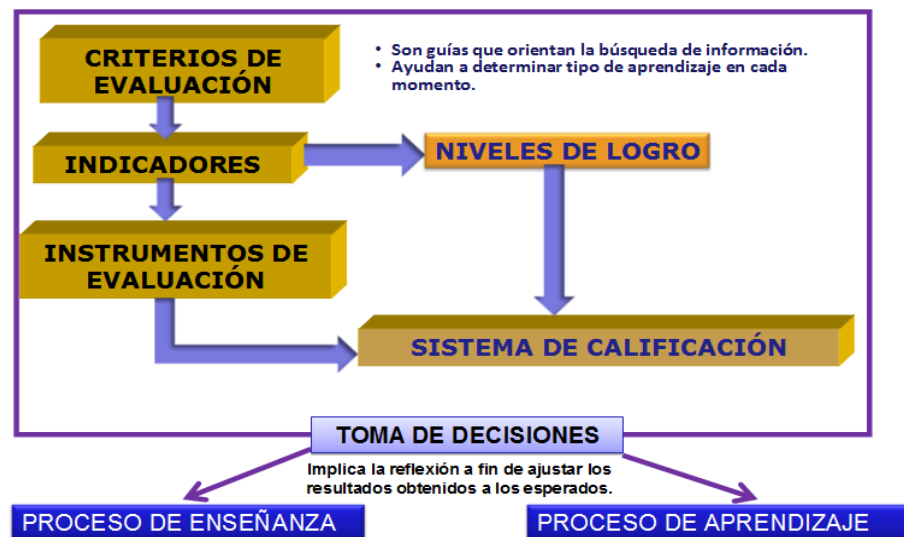 CRITERIOS DE
EVALUACIÓN
• Son guías que orientan la búsqueda de información.
• Ayudan a determinar tipo de aprendizaje en cada
momento.
INDICADORES
NIVELES DE LOGRO
INSTRUMENTOS DE
EVALUACIÓN
SISTEMA DE CALIFICACIÓN
TOMA DE DECISIONES
Implica la reflexión a fin de ajustar los
resultados obtenidos a los esperados.
PROCESO DE ENSEÑANZA
PROCESO DE APRENDIZAJE